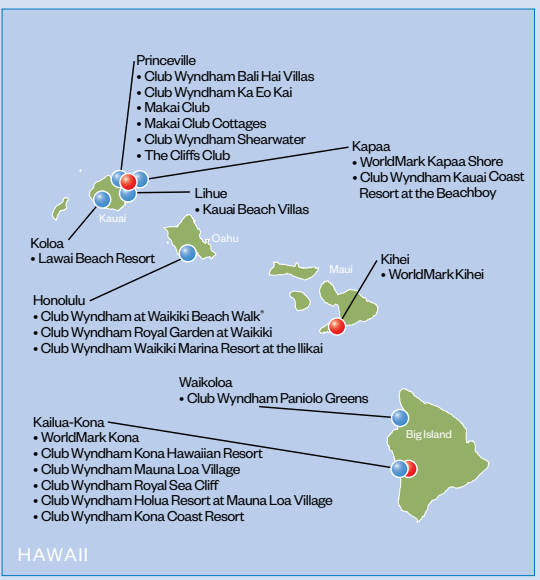 Princeville
• Club Wyndham Bali Hai Villas
• Club Wyndham Ka Eo Kai
• Makai Club
• Makai Club Cottages
• Club Wyndham Shearwater
• The Cliffs Club
Kapaa
• WorldMark Kapaa Shore
• Club Wyndham Kauai Coast
Resort at the Beachboy
Lihue
• Kauai Beach Villas
Kauai
Koloa
• Lawai Beach Resort
Oahu
Honolulu
• Club Wyndham at Waikiki Beach Walk®
• Club Wyndham Royal Garden at Waikiki
• Club Wyndham Waikiki Marina Resort at the Ilikai
Maui
Kihei
• WorldMark Kihei
Waikoloa
• Club Wyndham Paniolo Greens
Big Island
Kailua-Kona
• WorldMark Kona
• Club Wyndham Kona Hawaiian Resort
• Club Wyndham Mauna Loa Village
• Club Wyndham Royal Sea Cliff
• Club Wyndham Holua Resort at Mauna Loa Village
• Club Wyndham Kona Coast Resort
HAWAII